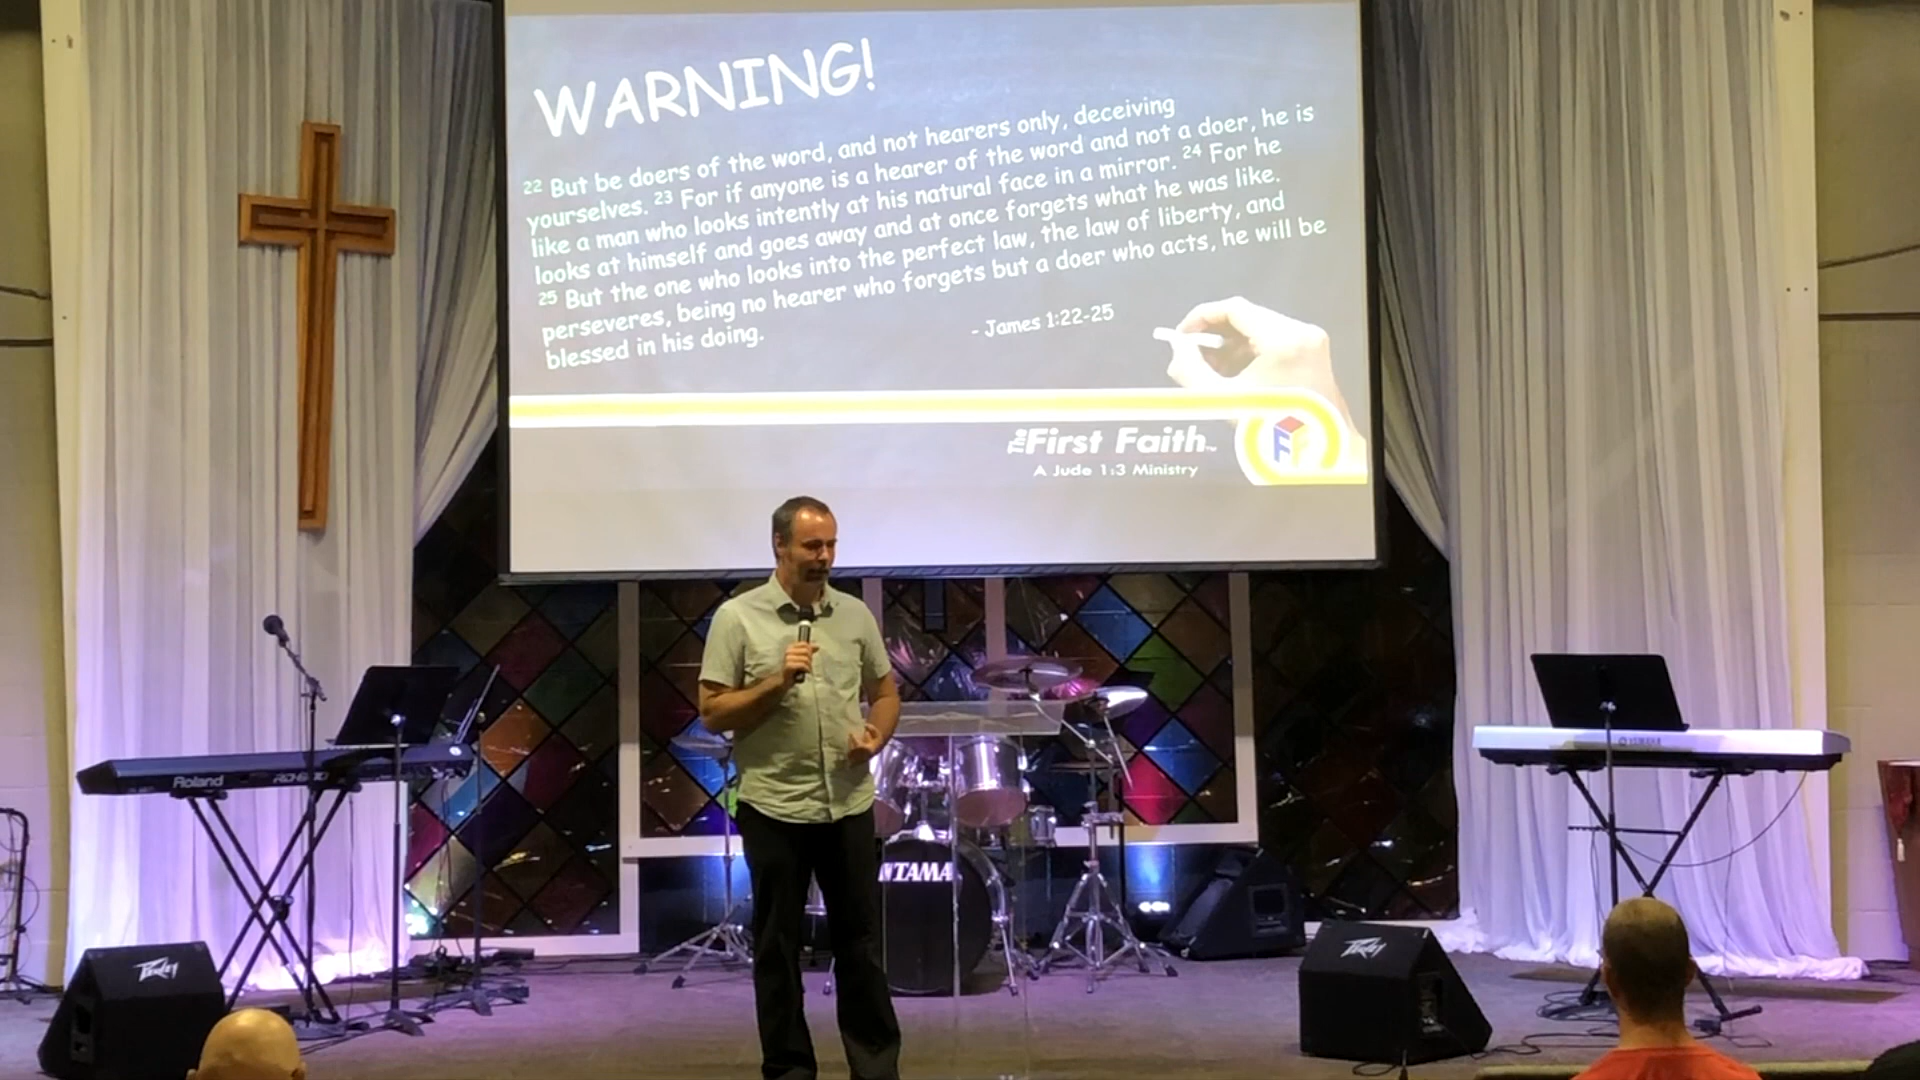 WARNING!
22 But be doers of the word, and not hearers only, deceiving
yourselves. 23 For if anyone is a hearer of the word and not a doer, he is
like a man who looks intently at his natural face in a mirror. 24 For he
looks at himself and goes away and at once forgets what he was like.
25 But the one who looks into the perfect law, the law of liberty, and
perseveres, being no hearer who forgets but a doer who acts, he will be
blessed in his doing.
- James 1:22-25
The First Faith™
A Jude 1:3 Ministry
FF
Roland
YAMAHA
TAMA
Peavey
Peavey